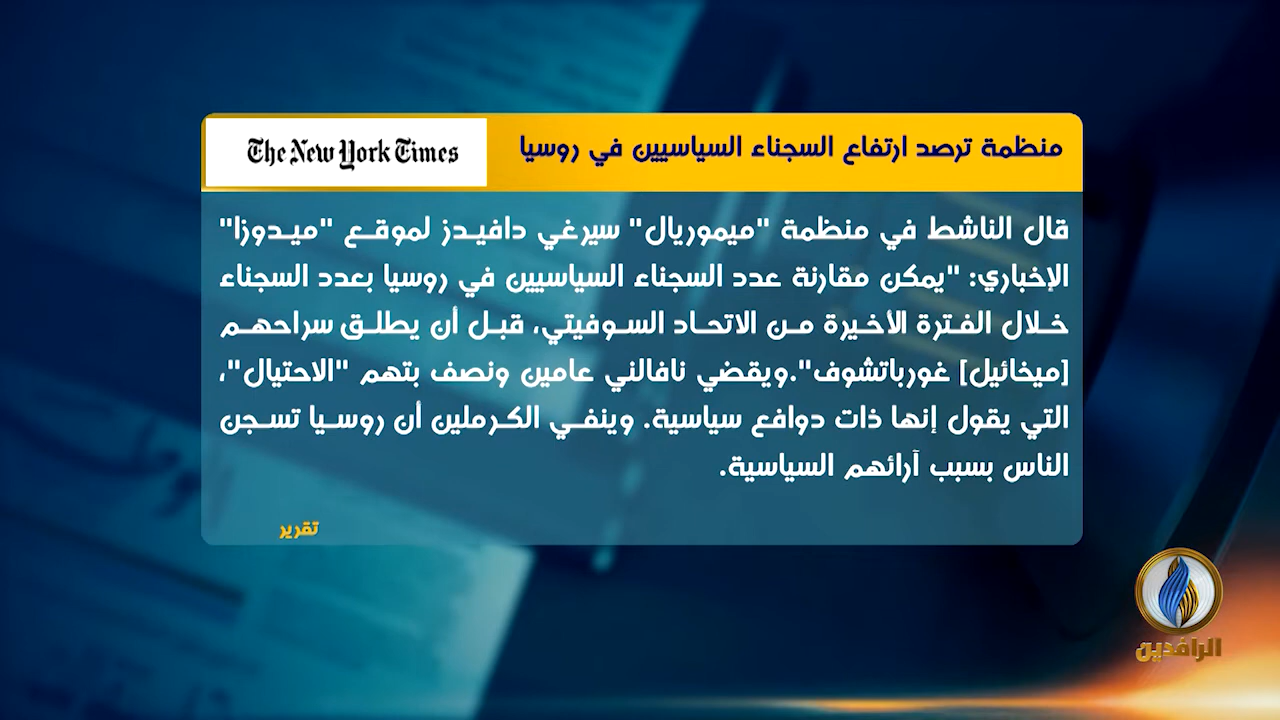 منظمة ترصد ارتفاع السجناء السياسيين في روسيا
The New York Times
قال الناشط في منظمة "ميموريال" سيرغي دافيدز لموقع "ميدوزا"
الإخباري: "يمكن مقارنة عدد السجناء السياسيين في روسيا بعدد السجناء
خلال الفترة الأخيرة من الاتحاد السوفيتي، قبل أن يطلق سراحهم
[ميخائيل] غورباتشوف".ويقضي نافالني عامين ونصف بتهم "الاحتيال"،
التي يقول إنها ذات دوافع سياسية. وينفي الكرملين أن روسيا تسجن
الناس بسبب آرائهم السياسية.
تقرير
الرافدين